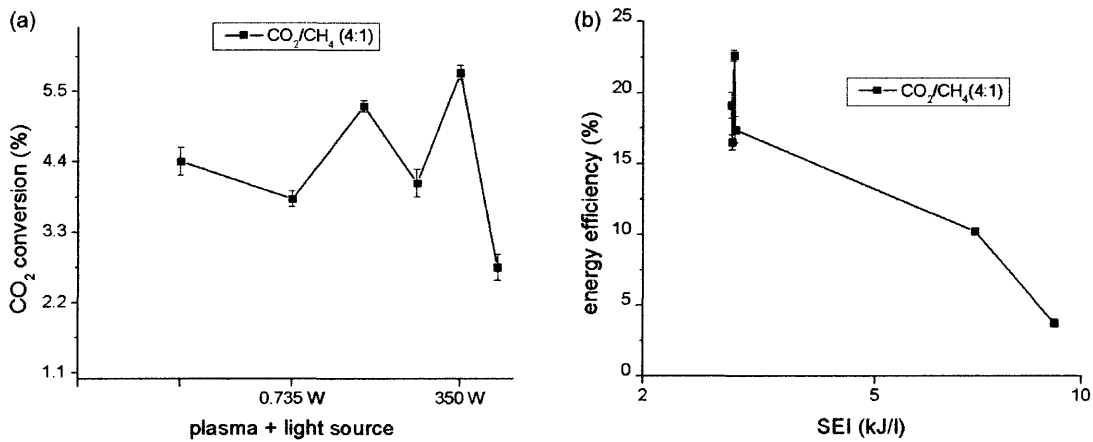 (a)
CO2/CH4 (4:1)
5.5
4.4
3.3
2.2
1.1
CO2 conversion (%)
0.735 W
350 W
plasma + light source
(b)
CO2/CH4(4:1)
25
20
15
10
5
0
energy efficiency (%)
2
5
10
SEI (kJ/l)